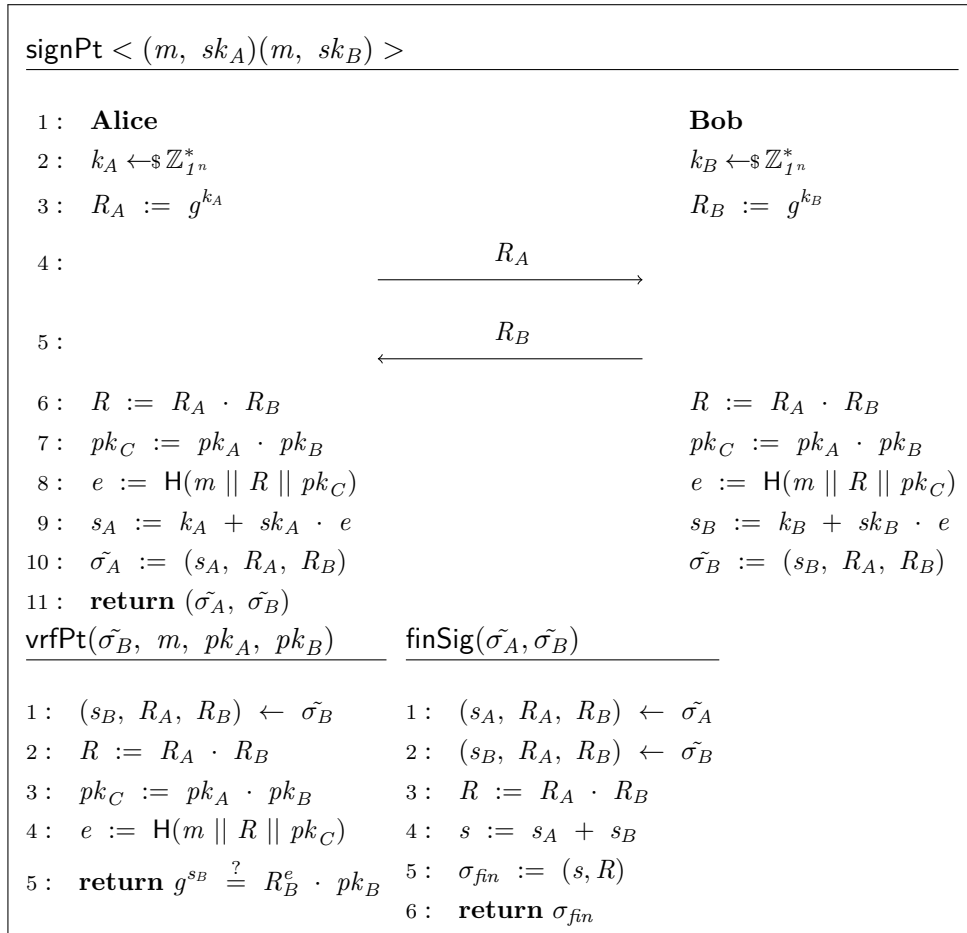 signPt < (m, sk_A)(m, sk_B) >
1 : Alice Bob
2 : k_A ←$ ℤ*_{1^n} k_B ←$ ℤ*_{1^n}
3 : R_A := g^{k_A} R_B := g^{k_B}
4 : R_A
5 : R_B
6 : R := R_A · R_B R := R_A · R_B
7 : pk_C := pk_A · pk_B pk_C := pk_A · pk_B
8 : e := H(m || R || pk_C) e := H(m || R || pk_C)
9 : s_A := k_A + sk_A · e s_B := k_B + sk_B · e
10 : σ̃_A := (s_A, R_A, R_B) σ̃_B := (s_B, R_A, R_B)
11 : return (σ̃_A, σ̃_B)
vrfPt(σ̃_B, m, pk_A, pk_B)
1 : (s_B, R_A, R_B) ← σ̃_B
2 : R := R_A · R_B
3 : pk_C := pk_A · pk_B
4 : e := H(m || R || pk_C)
5 : return g^{s_B} ≟ R_B^e · pk_B
finSig(σ̃_A, σ̃_B)
1 : (s_A, R_A, R_B) ← σ̃_A
2 : (s_B, R_A, R_B) ← σ̃_B
3 : R := R_A · R_B
4 : s := s_A + s_B
5 : σ_{fin} := (s, R)
6 : return σ_{fin}